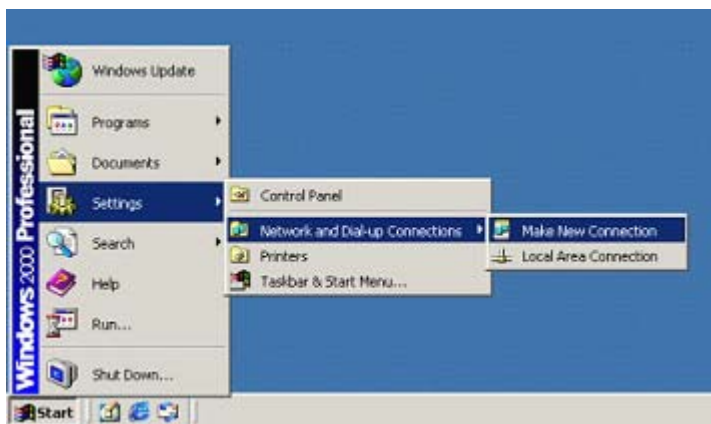 Windows 2000 Professional
Windows Update
Programs
Documents
Settings
Search
Help
Run...
Shut Down...
Control Panel
Network and Dial-up Connections
Printers
Taskbar & Start Menu...
Make New Connection
Local Area Connection
Start